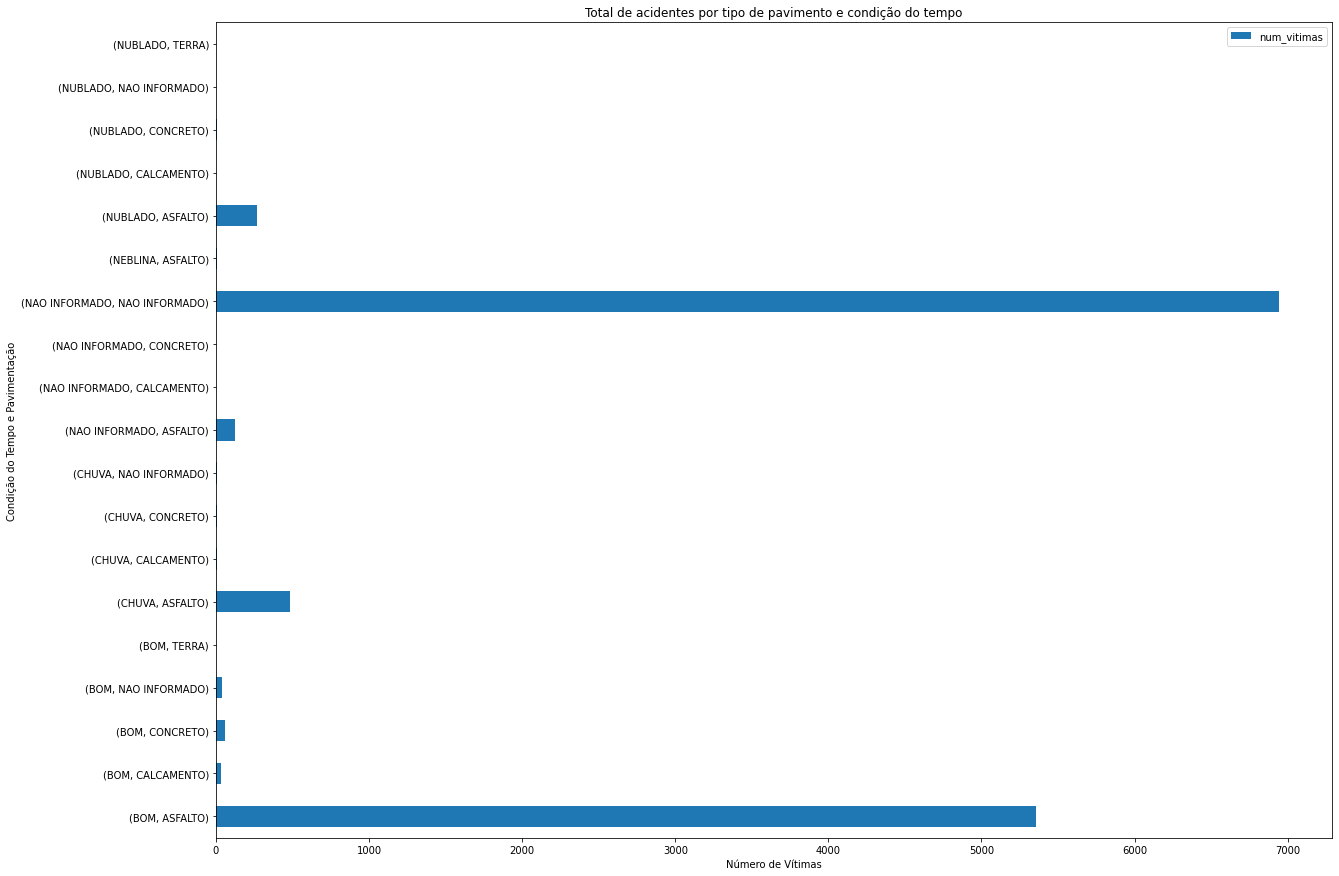 Total de acidentes por tipo de pavimento e condição do tempo
num_vitimas
Condição do Tempo e Pavimentação
(NUBLADO, TERRA)
(NUBLADO, NAO INFORMADO)
(NUBLADO, CONCRETO)
(NUBLADO, CALCAMENTO)
(NUBLADO, ASFALTO)
(NEBLINA, ASFALTO)
(NAO INFORMADO, NAO INFORMADO)
(NAO INFORMADO, CONCRETO)
(NAO INFORMADO, CALCAMENTO)
(NAO INFORMADO, ASFALTO)
(CHUVA, NAO INFORMADO)
(CHUVA, CONCRETO)
(CHUVA, CALCAMENTO)
(CHUVA, ASFALTO)
(BOM, TERRA)
(BOM, NAO INFORMADO)
(BOM, CONCRETO)
(BOM, CALCAMENTO)
(BOM, ASFALTO)
0 1000 2000 3000 4000 5000 6000 7000
Número de Vítimas